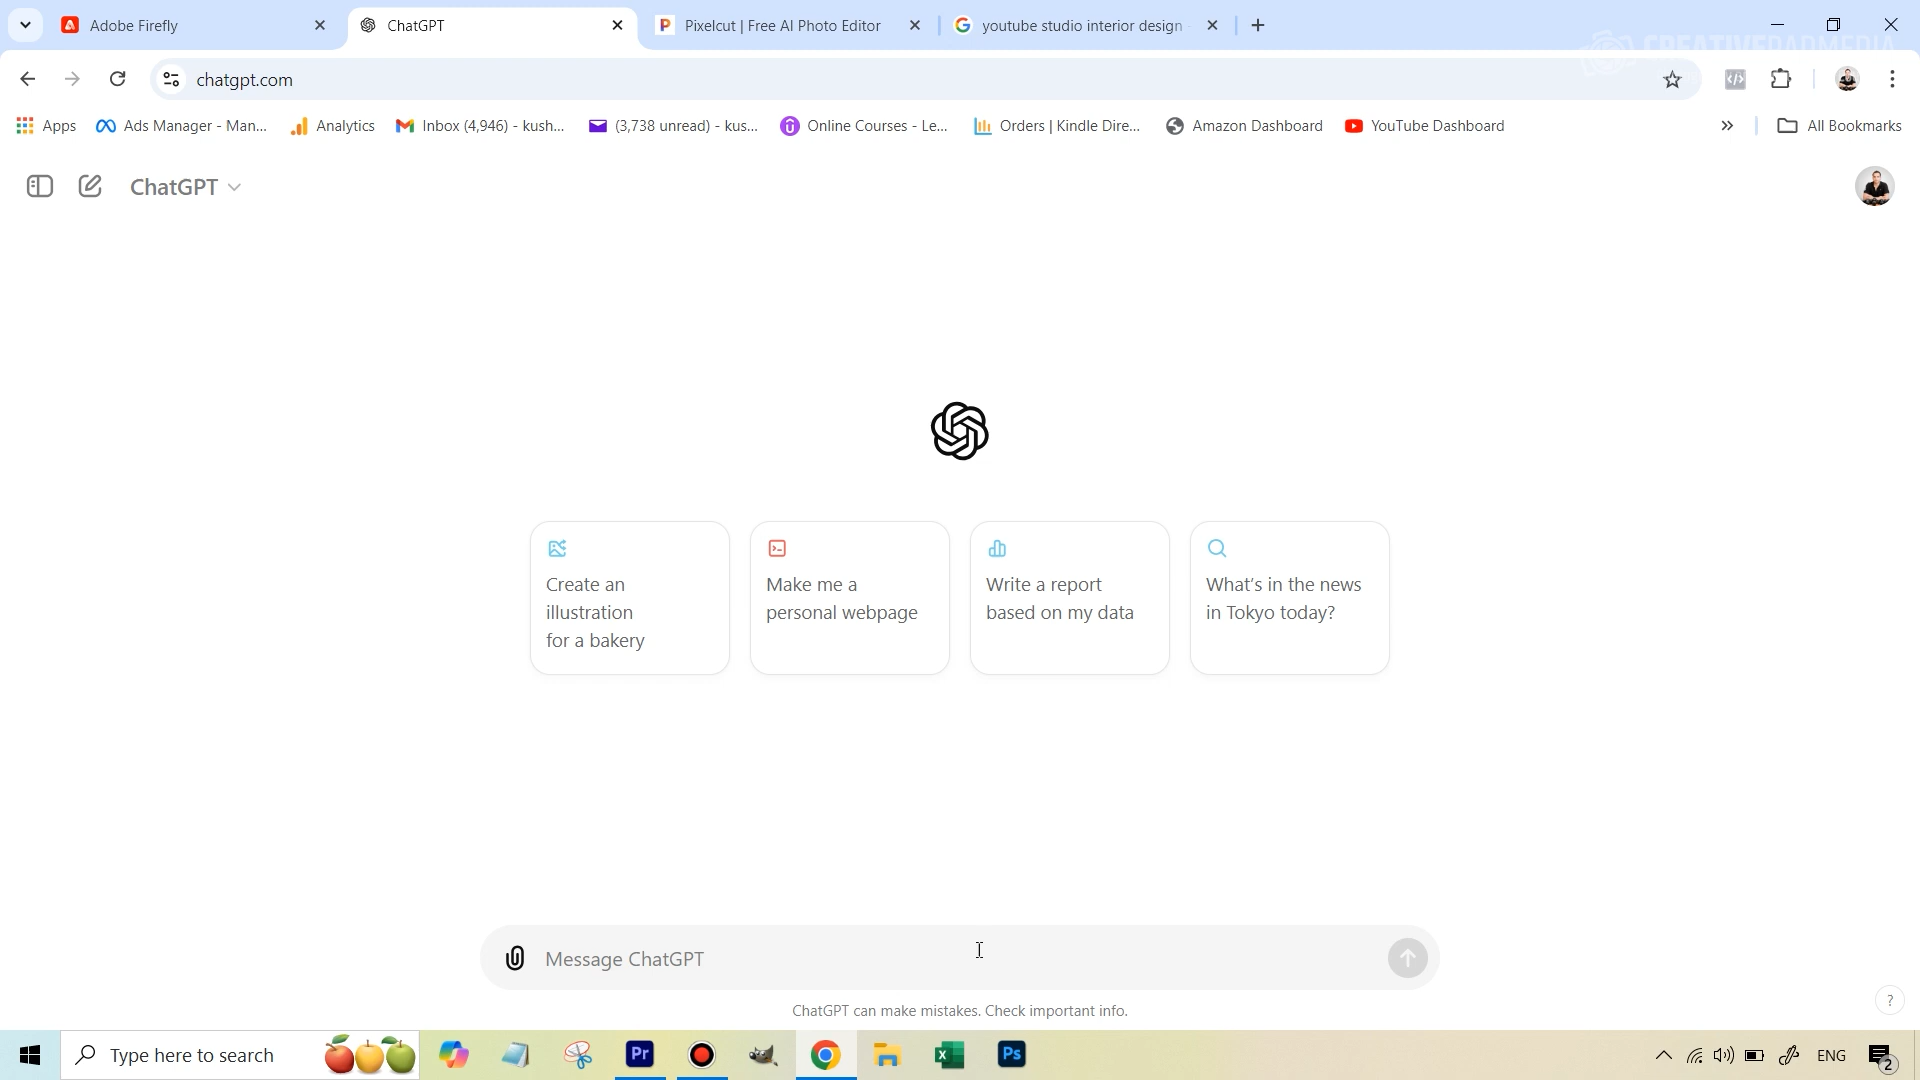 Adobe Firefly
ChatGPT
Pixelcut | Free AI Photo Editor
youtube studio interior design
CREATIVERADMEDIA
chatgpt.com
Apps
Ads Manager - Man...
Analytics
Inbox (4,946) - kush...
(3,738 unread) - kus...
Online Courses - Le...
Orders | Kindle Dire...
Amazon Dashboard
YouTube Dashboard
All Bookmarks
ChatGPT
Create an
illustration
for a bakery
Make me a
personal webpage
Write a report
based on my data
What's in the news
in Tokyo today?
Message ChatGPT
ChatGPT can make mistakes. Check important info.
?
Type here to search
Pr
Ps
ENG
2